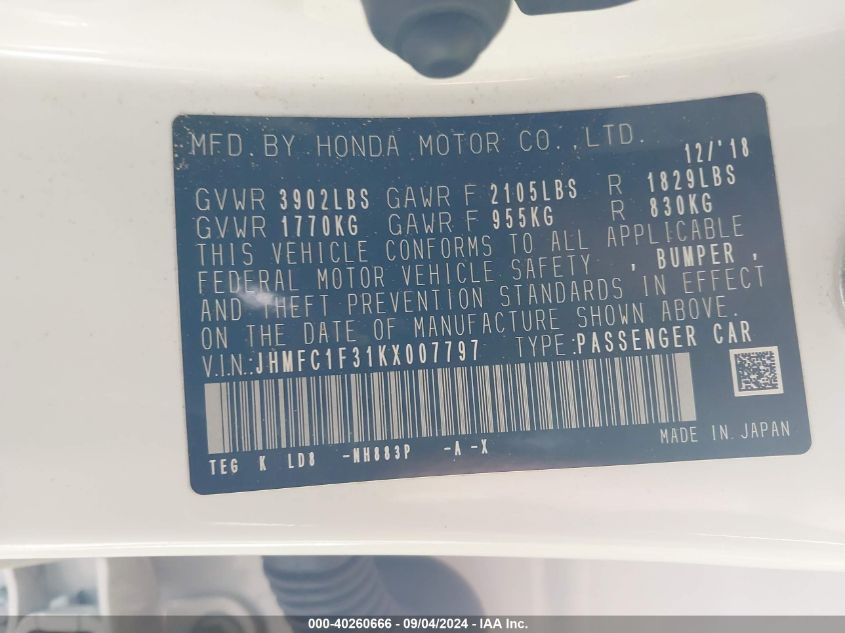 MFD. BY HONDA MOTOR CO.,LTD. 12/'18
GVWR 3902LBS GAWR F 2105LBS R 1829LBS
GVWR 1770KG GAWR F 955KG R 830KG
THIS VEHICLE CONFORMS TO ALL APPLICABLE
FEDERAL MOTOR VEHICLE SAFETY , BUMPER ,
AND THEFT PREVENTION STANDARDS IN EFFECT
ON THE DATE OF MANUFACTURE SHOWN ABOVE.
V.I.N.:JHMFC1F31KX007797 TYPE:PASSENGER CAR
TEG K LD8 -NH883P -A -X MADE IN JAPAN
000-40260666 - 09/04/2024 - IAA Inc.